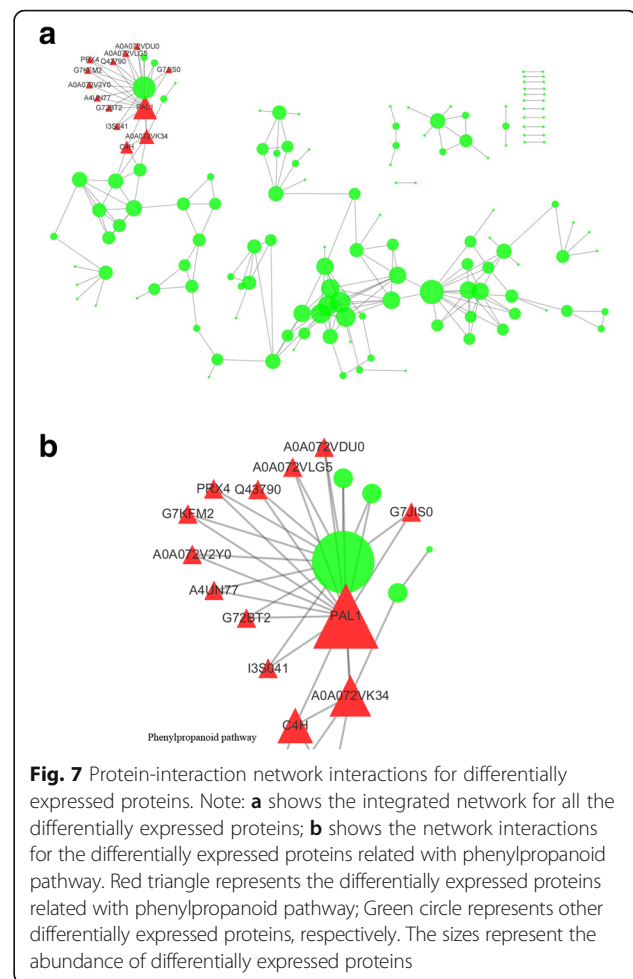 a
A0A072VDU0
A0A072VLG5
PRX4 Q43790
G7KFM2
G7JIS0
A0A072V2Y0
A4UN77
G72BT2
PAL1
I3S041
A0A072VK34
C4H
b
A0A072VDU0
A0A072VLG5
PRX4 Q43790
G7KFM2
G7JIS0
A0A072V2Y0
A4UN77
PAL1
G72BT2
I3S041
A0A072VK34
C4H
Phenylpropanoid pathway
Fig. 7 Protein-interaction network interactions for differentially
expressed proteins. Note: a shows the integrated network for all the
differentially expressed proteins; b shows the network interactions
for the differentially expressed proteins related with phenylpropanoid
pathway. Red triangle represents the differentially expressed proteins
related with phenylpropanoid pathway; Green circle represents other
differentially expressed proteins, respectively. The sizes represent the
abundance of differentially expressed proteins